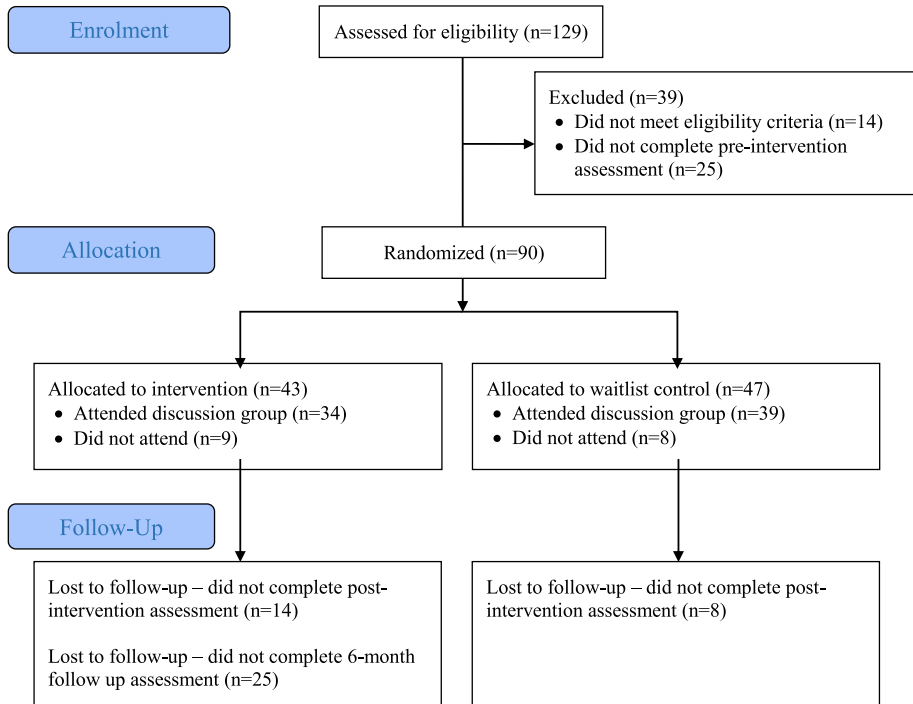 Enrolment
Assessed for eligibility (n=129)
Excluded (n=39)
• Did not meet eligibility criteria (n=14)
• Did not complete pre-intervention
assessment (n=25)
Allocation
Randomized (n=90)
Allocated to intervention (n=43)
• Attended discussion group (n=34)
• Did not attend (n=9)
Allocated to waitlist control (n=47)
• Attended discussion group (n=39)
• Did not attend (n=8)
Follow-Up
Lost to follow-up – did not complete post-
intervention assessment (n=14)
Lost to follow-up – did not complete 6-month
follow up assessment (n=25)
Lost to follow-up – did not complete post-
intervention assessment (n=8)